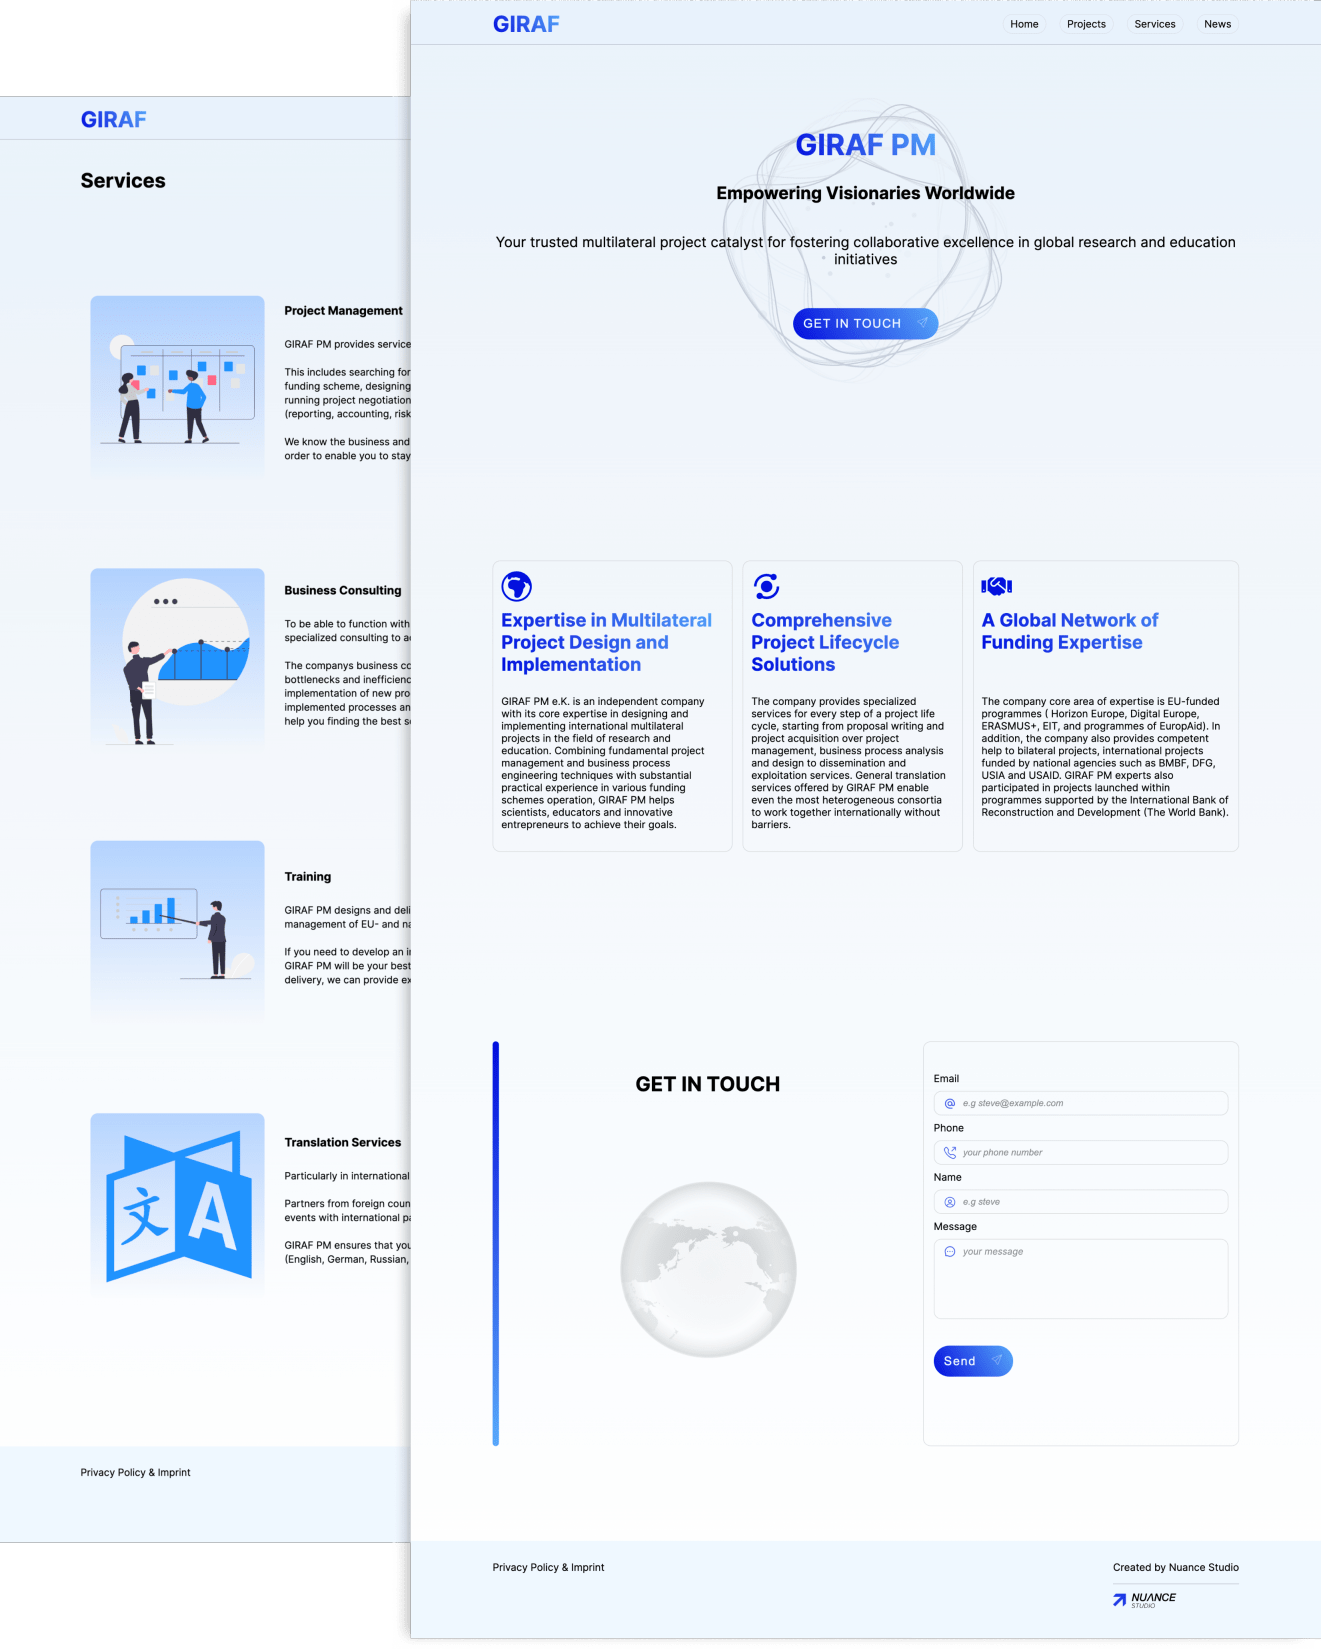 GIRAF
Home
Projects
Services
News
GIRAF PM
Empowering Visionaries Worldwide
Your trusted multilateral project catalyst for fostering collaborative excellence in global research and education
initiatives
GET IN TOUCH
Expertise in Multilateral
Project Design and
Implementation
GIRAF PM e.K. is an independent company
with its core expertise in designing and
implementing international multilateral
projects in the field of research and
education. Combining fundamental project
management and business process
engineering techniques with substantial
practical experience in various funding
schemes operation, GIRAF PM helps
scientists, educators and innovative
entrepreneurs to achieve their goals.
Comprehensive
Project Lifecycle
Solutions
The company provides specialized
services for every step of a project life
cycle, starting from proposal writing and
project acquisition over project
management, business process analysis
and design to dissemination and
exploitation services. General translation
services offered by GIRAF PM enable
even the most heterogeneous consortia
to work together internationally without
barriers.
A Global Network of
Funding Expertise
The company core area of expertise is EU-funded
programmes ( Horizon Europe, Digital Europe,
ERASMUS+, EIT, and programmes of EuropAid). In
addition, the company also provides competent
help to bilateral projects, international projects
funded by national agencies such as BMBF, DFG,
USIA and USAID. GIRAF PM experts also
participated in projects launched within
programmes supported by the International Bank of
Reconstruction and Development (The World Bank).
GET IN TOUCH
Email
e.g steve@example.com
Phone
your phone number
Name
e.g steve
Message
your message
Send
Privacy Policy & Imprint
Created by Nuance Studio
NUANCE
STUDIO
GIRAF
Services
Project Management
GIRAF PM provides service
This includes searching for
funding scheme, designing
running project negotiation
(reporting, accounting, risk
We know the business and
order to enable you to stay
Business Consulting
To be able to function with
specialized consulting to a
The companys business co
bottlenecks and inefficienc
implementation of new pro
implemented processes an
help you finding the best s
Training
GIRAF PM designs and deli
management of EU- and na
If you need to develop an i
GIRAF PM will be your best
delivery, we can provide ex
文 A
Translation Services
Particularly in international
Partners from foreign coun
events with international pa
GIRAF PM ensures that you
(English, German, Russian,
Privacy Policy & Imprint